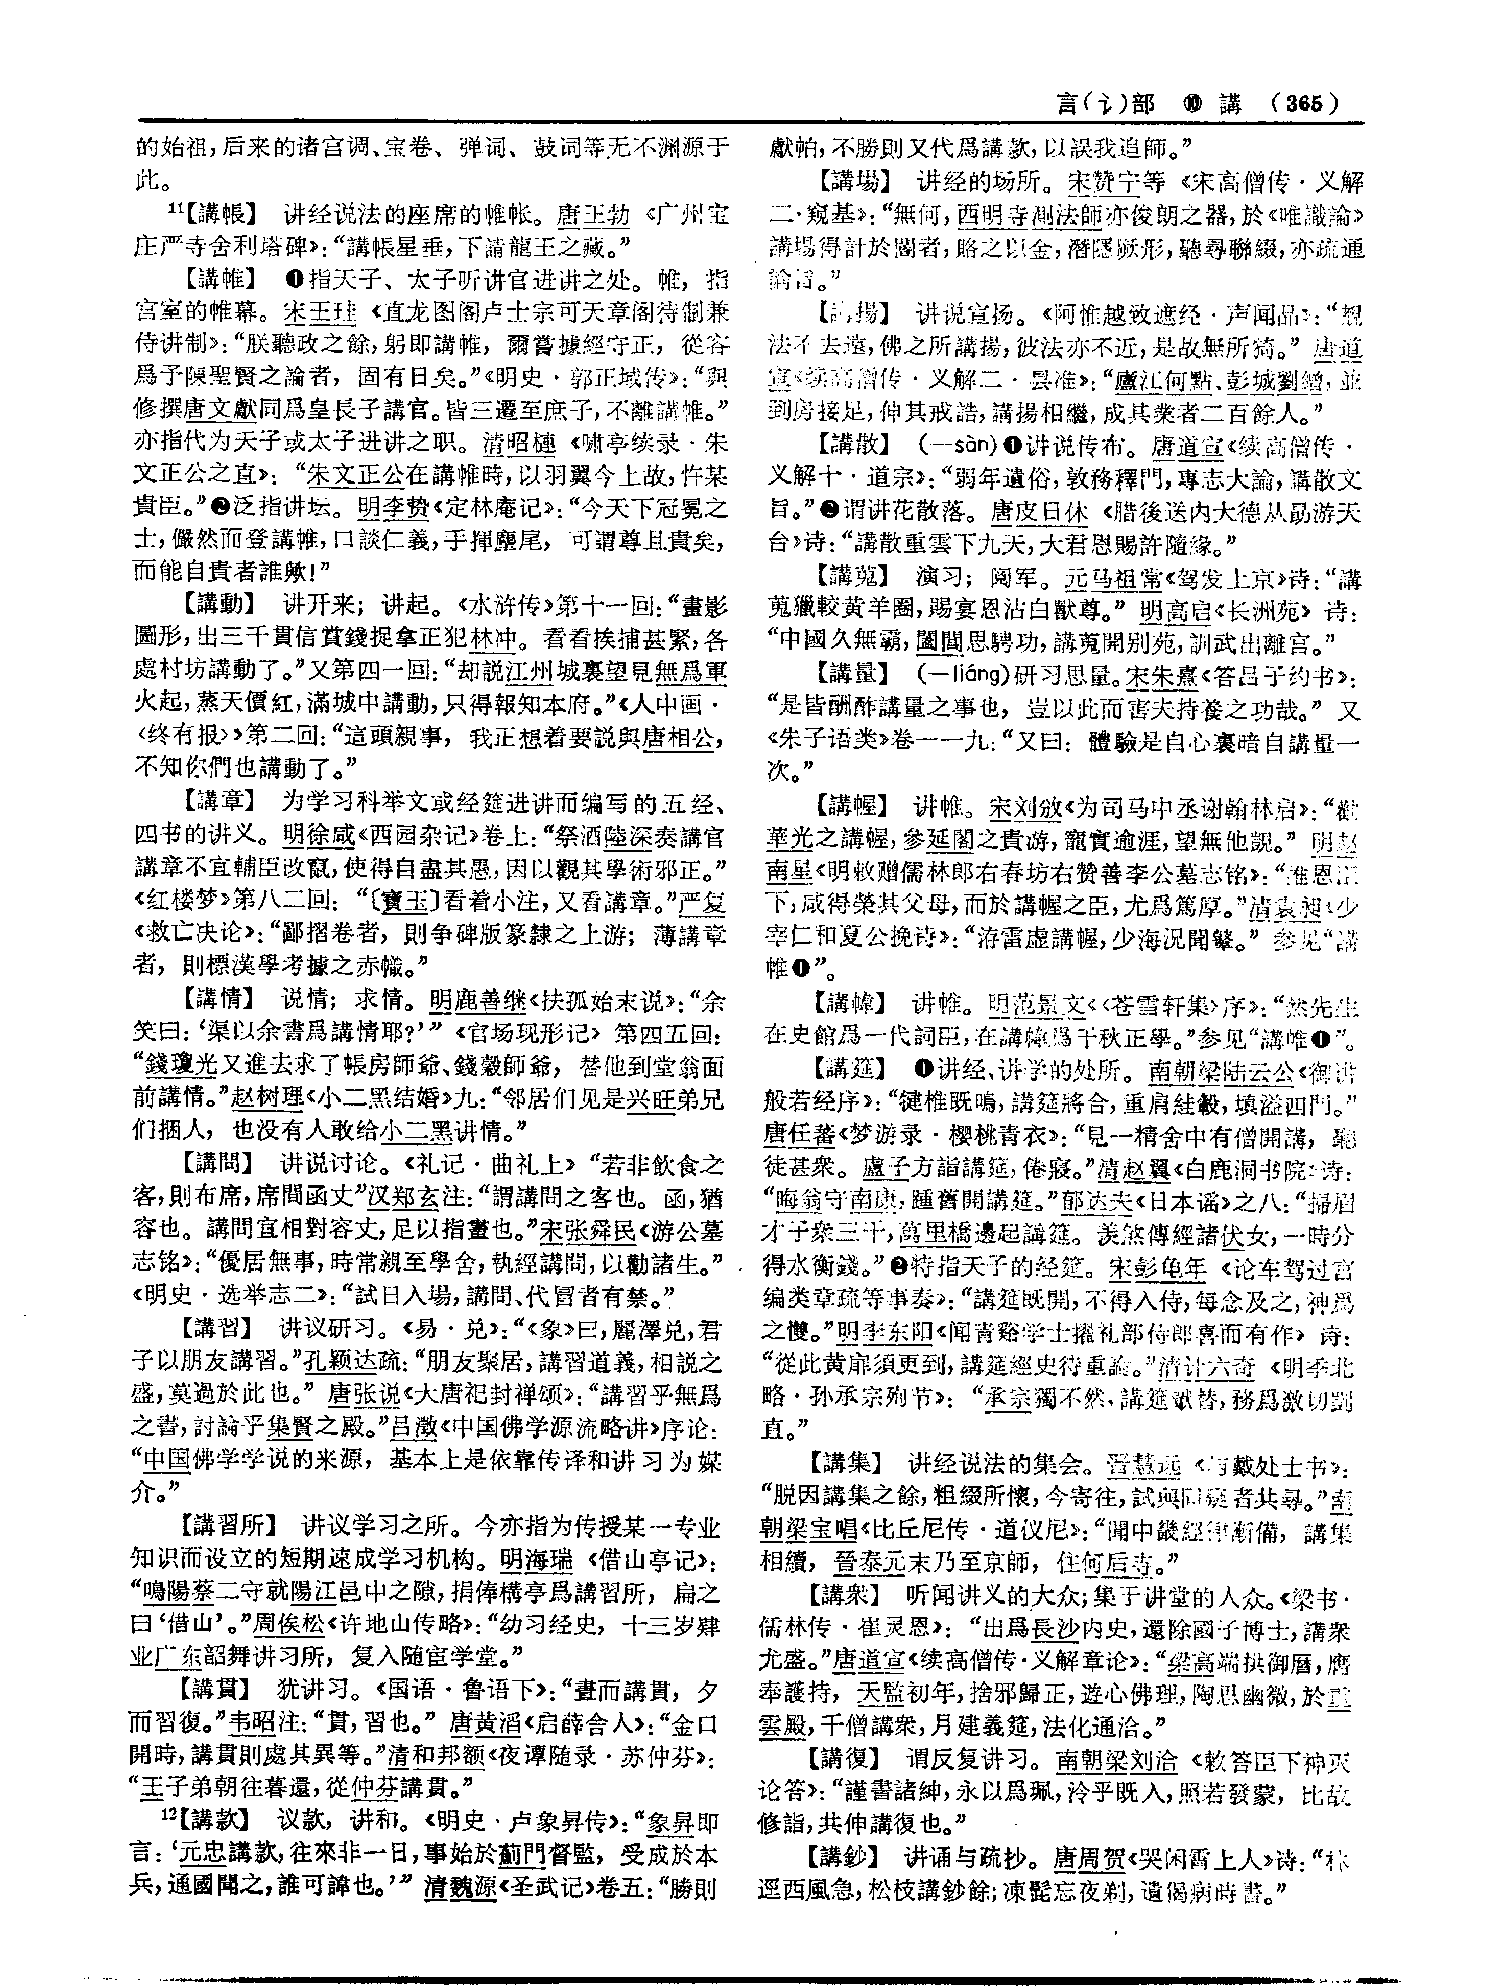 言(讠)部 ❿ 講 (365)
的始祖,后来的诸宫调、宝卷、弹词、鼓词等无不渊源于
此。
11【講帳】 讲经说法的座席的帷帐。唐王勃《广州宝
庄严寺舍利塔碑》:“講帳星垂,下諭龍王之藏。”
【講帷】 ❶指天子、太子听讲官进讲之处。帷,指
宫室的帷幕。宋王珪《直龙图阁卢士宗可天章阁待制兼
侍讲制》:“朕聽政之餘,躬即講帷,爾嘗據經守正,從容
爲予陳聖賢之論者,固有日矣。”《明史·郭正域传》:“與
修撰唐文獻同爲皇長子講官。皆三遷至庶子,不離講帷。”
亦指代为天子或太子进讲之职。清昭槤《啸亭续录·朱
文正公之直》:“朱文正公在講帷時,以羽翼今上故,忤某
貴臣。”❷泛指讲坛。明李贽《定林庵记》:“今天下冠冕之
士,儼然而登講帷,口談仁義,手揮麈尾,可謂尊且貴矣,
而能自貴者誰歟!”
【講動】 讲开来;讲起。《水浒传》第十一回:“畫影
圖形,出三千貫信賞錢捉拿正犯林冲。看看挨捕甚緊,各
處村坊講動了。”又第四一回:“却説江州城裏望見無爲軍
火起,蒸天價紅,滿城中講動,只得報知本府。”《人中画·
〈终有报〉》第二回:“這頭親事,我正想着要説與唐相公,
不知你們也講動了。”
【講章】 为学习科举文或经筵进讲而编写的五经、
四书的讲义。明徐咸《西园杂记》卷上:“祭酒陸深奏講官
講章不宜輔臣改竄,使得自盡其愚,因以觀其學術邪正。”
《红楼梦》第八二回:“〔寶玉〕看着小注,又看講章。”严复
《救亡决论》:“鄙摺卷者,則争碑版篆隸之上游;薄講章
者,則標漢學考據之赤幟。”
【講情】 说情;求情。明鹿善继《扶孤始末说》:“余
笑曰:‘渠以余書爲講情耶?’”《官场现形记》第四五回:
“錢瓊光又進去求了帳房師爺、錢穀師爺,替他到堂翁面
前講情。”赵树理《小二黑结婚》九:“邻居们见是兴旺弟兄
们捆人,也没有人敢给小二黑讲情。”
【講問】 讲说讨论。《礼记·曲礼上》“若非飲食之
客,則布席,席間函丈”汉郑玄注:“謂講問之客也。函,猶
容也。講問宜相對容丈,足以指畫也。”宋张舜民《游公墓
志铭》:“優居無事,時常親至學舍,執經講問,以勸諸生。”
《明史·选举志二》:“試日入場,講問、代冒者有禁。”
【講習】 讲议研习。《易·兑》:“《象》曰,麗澤兑,君
子以朋友講習。”孔颖达疏:“朋友聚居,講習道義,相説之
盛,莫過於此也。”唐张说《大唐祀封禅颂》:“講習乎無爲
之書,討論乎集賢之殿。”吕澂《中国佛学源流略讲》序论:
“中国佛学学说的来源,基本上是依靠传译和讲习为媒
介。”
【講習所】 讲议学习之所。今亦指为传授某一专业
知识而设立的短期速成学习机构。明海瑞《借山亭记》:
“鳴陽蔡二守就陽江邑中之隙,捐俸構亭爲講習所,扁之
曰‘借山’。”周俟松《许地山传略》:“幼习经史,十三岁肄
业广东韶舞讲习所,复入随宦学堂。”
【講貫】 犹讲习。《国语·鲁语下》:“晝而講貫,夕
而習復。”韦昭注:“貫,習也。”唐黄滔《启薛舍人》:“金口
開時,講貫則處其異等。”清和邦额《夜谭随录·苏仲芬》:
“王子弟朝往暮還,從仲芬講貫。”
12【講款】 议款,讲和。《明史·卢象昇传》:“象昇即
言:‘元忠講款,往來非一日,事始於薊門督監,受成於本
兵,通國聞之,誰可諱也。’”清魏源《圣武记》卷五:“勝則
獻帕,不勝則又代爲講款,以誤我追師。”
【講場】 讲经的场所。宋赞宁等《宋高僧传·义解
二·窥基》:“無何,西明寺測法師亦俊朗之器,於《唯識論》
講場得計於閽者,賂之以金,潛隱厥形,聽尋聯綴,亦疏通
論旨。”
【講揚】 讲说宣扬。《阿惟越致遮经·声闻品》:“觀
法不去遠,佛之所講揚,彼法亦不近,是故無所猗。”唐道
宣《续高僧传·义解二·昙准》:“廬江何點、彭城劉繪,並
到房接足,伸其戒誥,講揚相繼,成其業者二百餘人。”
【講散】 (—sàn)❶讲说传布。唐道宣《续高僧传·
义解十·道宗》:“弱年遺俗,敦務釋門,專志大論,講散文
旨。”❷谓讲花散落。唐皮日休《腊後送内大德从勗游天
台》诗:“講散重雲下九天,大君恩賜許隨緣。”
【講蒐】 演习;阅军。元马祖常《驾发上京》诗:“講
蒐獵較黄羊圈,賜宴恩沾白獸尊。”明高启《长洲苑》诗:
“中國久無霸,闔閭思騁功,講蒐開别苑,訓武出離宫。”
【講量】 (—liáng)研习思量。宋朱熹《答吕子约书》:
“是皆酬酢講量之事也,豈以此而害夫持養之功哉。”又
《朱子语类》卷一一九:“又曰:體驗是自心裏暗自講量一
次。”
【講幄】 讲帷。宋刘攽《为司马中丞谢翰林启》:“勸
華光之講幄,參延閣之貴游,寵實逾涯,望無他覬。”明赵
南星《明敕赠儒林郎右春坊右赞善李公墓志铭》:“推恩
下,咸得榮其父母,而於講幄之臣,尤爲篤厚。”清袁昶《少
宰仁和夏公挽诗》:“洊雷虚講幄,少海況聞鼙。”参见“講
帷❶”。
【講幃】 讲帷。明范景文《〈苍雪轩集〉序》:“然先生
在史館爲一代詞臣,在講幃爲千秋正學。”参见“講帷❶”。
【講筵】 ❶讲经、讲学的处所。南朝梁陆云公《御讲
般若经序》:“犍椎既鳴,講筵將合,重肩絓轂,填溢四門。”
唐任蕃《梦游录·樱桃青衣》:“見一精舍中有僧開講,聽
徒甚衆。盧子方詣講筵,倦寢。”清赵翼《白鹿洞书院》诗:
“晦翁守南康,踵舊開講筵。”郁达夫《日本谣》之八:“掃眉
才子衆三千,萬里橋邊起講筵。羡煞傳經諸伏女,一時分
得水衡錢。”❷特指天子的经筵。宋彭龟年《论车驾过宫
编类章疏等事奏》:“講筵既開,不得入侍,每念及之,神爲
之㥪。”明李东阳《闻青谿学士擢礼部侍郎喜而有作》诗:
“從此黄扉須更到,講筵經史待重論。”清计六奇《明季北
略·孙承宗殉节》:“承宗獨不然,講筵獻替,務爲激切剴
直。”
【講集】 讲经说法的集会。晋慧远《与戴处士书》:
“脱因講集之餘,粗綴所懷,今寄往,試與同疑者共尋。”南
朝梁宝唱《比丘尼传·道仪尼》:“聞中畿經律漸備,講集
相續,晉泰元末乃至京師,住何后寺。”
【講衆】 听闻讲义的大众;集于讲堂的人众。《梁书·
儒林传·崔灵恩》:“出爲長沙内史,還除國子博士,講衆
尤盛。”唐道宣《续高僧传·义解章论》:“梁高端拱御曆,膺
奉護持,天監初年,捨邪歸正,遊心佛理,陶思幽微,於重
雲殿,千僧講衆,月建義筵,法化通洽。”
【講復】 谓反复讲习。南朝梁刘洽《敕答臣下神灭
论答》:“謹書諸紳,永以爲珮,泠乎既入,照若發蒙,比故
修詣,共伸講復也。”
【講鈔】 讲诵与疏抄。唐周贺《哭闲霄上人》诗:“林
逕西風急,松枝講鈔餘;凍髭忘夜剃,遺偈病時書。”